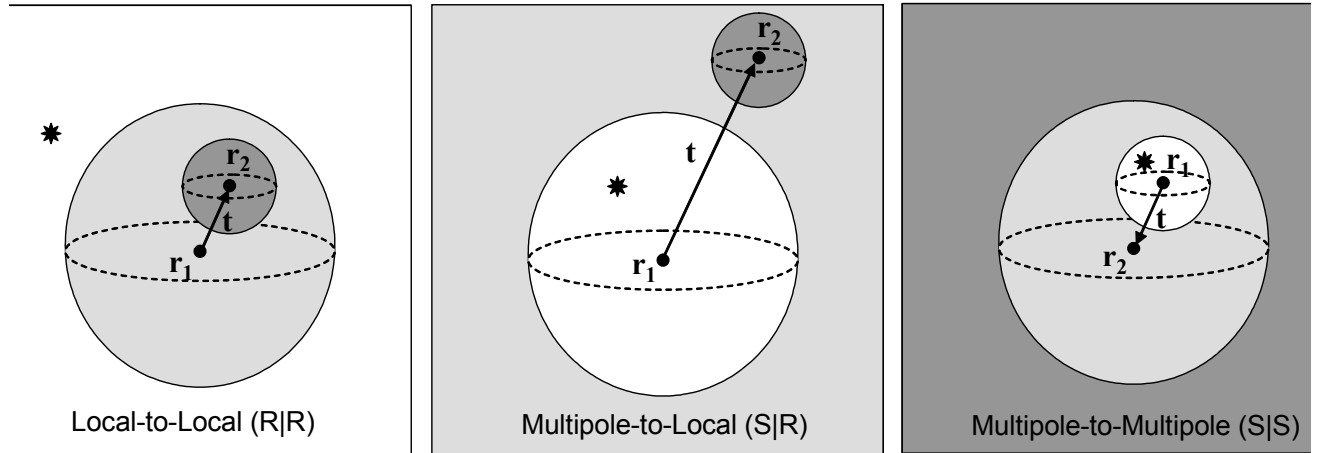 r2
t
r1
Local-to-Local (R|R)
r2
t
r1
Multipole-to-Local (S|R)
r1
t
r2
Multipole-to-Multipole (S|S)